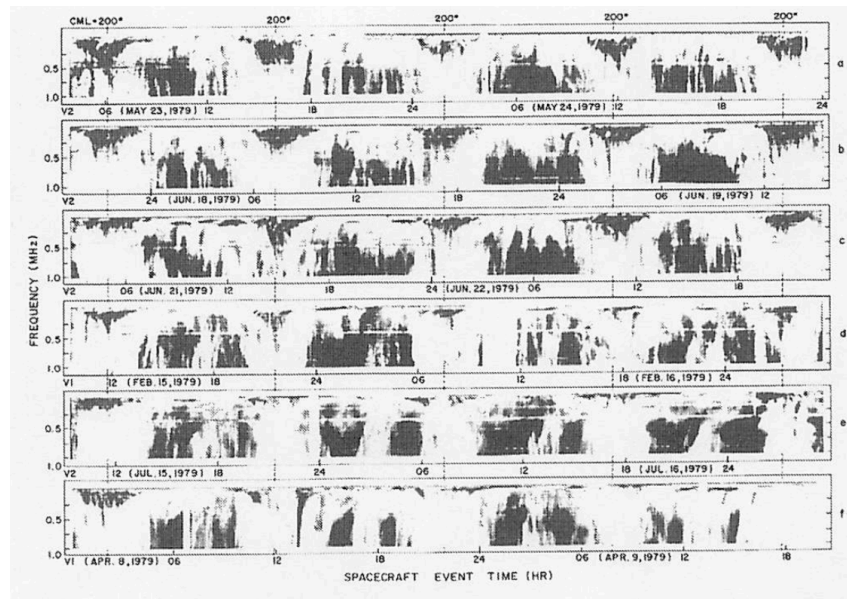 CML=200° 200° 200° 200° 200°
0.5 a
1.0
V2 06 (MAY 23, 1979) 12 18 24 06 (MAY 24, 1979) 12 18 24
0.5 b
1.0
V2 24 (JUN. 18, 1979) 06 12 18 24 06 (JUN. 19, 1979) 12
0.5 c
1.0
V2 06 (JUN. 21, 1979) 12 18 24 (JUN. 22, 1979) 06 12 18
FREQUENCY (MHz)
0.5 d
1.0
V1 12 (FEB. 15, 1979) 18 24 06 12 18 (FEB. 16, 1979) 24
0.5 e
1.0
V2 12 (JUL. 15, 1979) 18 24 06 12 18 (JUL. 16, 1979) 24
0.5 f
1.0
V1 (APR. 8, 1979) 06 12 18 24 06 (APR. 9, 1979) 12 18
SPACECRAFT EVENT TIME (HR)